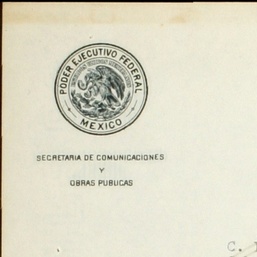 PODER EJECUTIVO FEDERAL
MEXICO
SECRETARIA DE COMUNICACIONES
Y
OBRAS PUBLICAS
C.